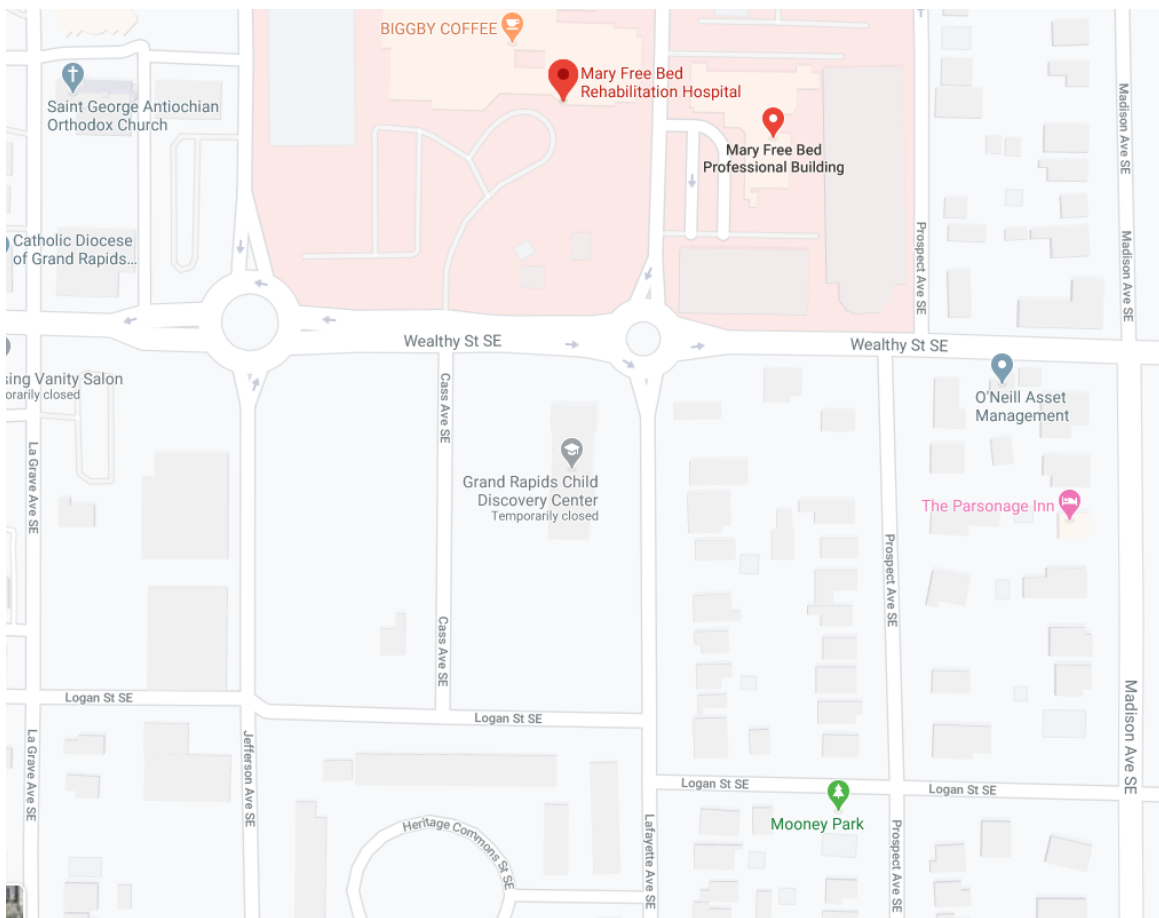 BIGGBY COFFEE
Mary Free Bed
Rehabilitation Hospital
Saint George Antiochian
Orthodox Church
Mary Free Bed
Professional Building
Madison Ave SE
Catholic Diocese
of Grand Rapids...
Prospect Ave SE
Madison Ave SE
Wealthy St SE
Wealthy St SE
sing Vanity Salon
orarily closed
Cass Ave SE
O'Neill Asset
Management
La Grave Ave SE
Grand Rapids Child
Discovery Center
Temporarily closed
The Parsonage Inn
Prospect Ave SE
Cass Ave SE
Logan St SE
Logan St SE
Madison Ave SE
La Grave Ave SE
Jefferson Ave SE
Logan St SE
Logan St SE
Mooney Park
Heritage Commons St SE
Lafayette Ave SE
Prospect Ave SE